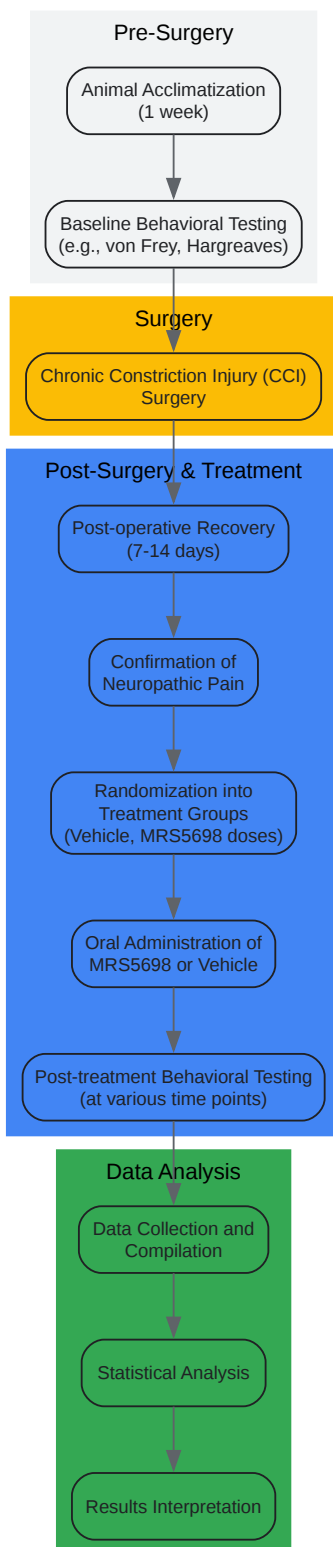 Pre-Surgery
Animal Acclimatization
(1 week)
Baseline Behavioral Testing
(e.g., von Frey, Hargreaves)
Surgery
Chronic Constriction Injury (CCI)
Surgery
Post-Surgery & Treatment
Post-operative Recovery
(7-14 days)
Confirmation of
Neuropathic Pain
Randomization into
Treatment Groups
(Vehicle, MRS5698 doses)
Oral Administration of
MRS5698 or Vehicle
Post-treatment Behavioral Testing
(at various time points)
Data Analysis
Data Collection and
Compilation
Statistical Analysis
Results Interpretation